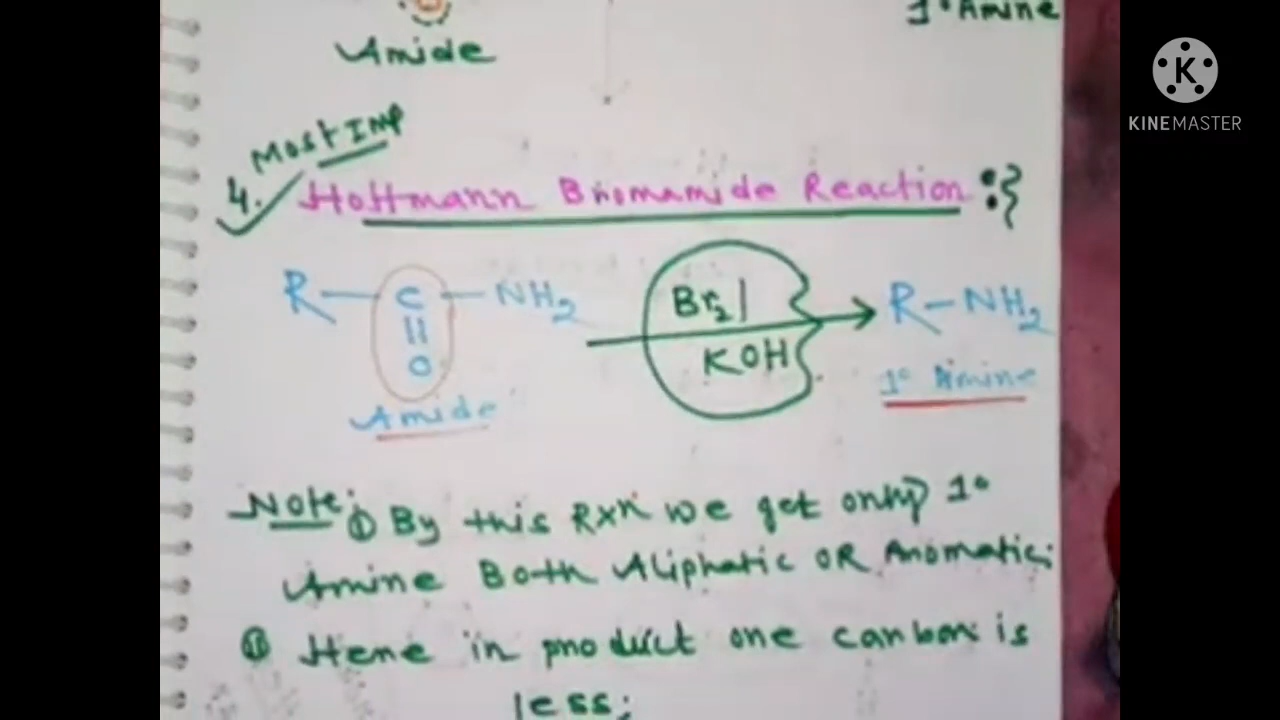 1° Amine
Amide
Most Imp
4. Hoffmann Bromamide Reaction :
R—C—NH2 Br2/ R—NH2
||
O KOH
Amide 1° Amine
Note: ① By this Rxn we get only 1°
Amine Both Aliphatic OR Aromatic;
⑪ Here in product one carbon is
less;
K
KINEMASTER